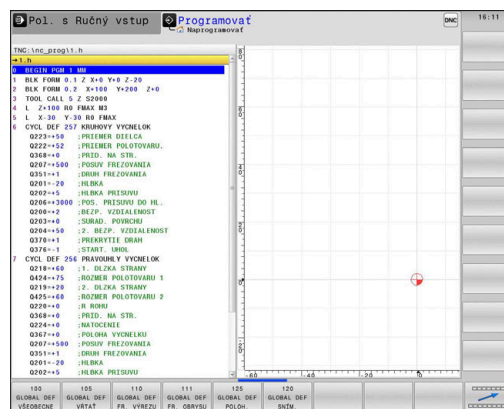 Pol. s Ručný vstup
Programovať
Naprogramovať
DNC
16:11
TNC:\nc_prog\1.h
→1.h
0 BEGIN PGM 1 MM
1 BLK FORM 0.1 Z X+0 Y+0 Z-20
2 BLK FORM 0.2 X+100 Y+200 Z+0
3 TOOL CALL 5 Z S2000
4 L Z+100 R0 FMAX M3
5 L X-30 Y-30 R0 FMAX
6 CYCL DEF 257 KRUHOVY VYCNELOK
Q223=+50 ;PRIEMER DIELCA
Q222=+52 ;PRIEMER POLOTOVARU.
Q368=+0 ;PRID. NA STR.
Q207=+500 ;POSUV FREZOVANIA
Q351=+1 ;DRUH FREZOVANIA
Q201=-20 ;HLBKA
Q202=+5 ;HLBKA PRISUVU
Q206=+3000 ;POS. PRISUVU DO HL.
Q200=+2 ;BEZP. VZDIALENOST
Q203=+0 ;SURAD. POVRCHU
Q204=+50 ;2. BEZP. VZDIALENOST
Q370=+1 ;PREKRYTIE DRAH
Q376=-1 ;START. UHOL
7 CYCL DEF 256 PRAVOUHLY VYCNELOK
Q218=+60 ;1. DLZKA STRANY
Q424=+75 ;ROZMER POLOTOVARU 1
Q219=+20 ;2. DLZKA STRANY
Q425=+60 ;ROZMER POLOTOVARU 2
Q220=+0 ;R ROHU
Q368=+0 ;PRID. NA STR.
Q224=+0 ;NATOCENIE
Q367=+0 ;POLOHA VYCNELKU
Q207=+500 ;POSUV FREZOVANIA
Q351=+1 ;DRUH FREZOVANIA
Q201=-20 ;HLBKA
Q202=+5 ;HLBKA PRISUVU
-60 -40 -20 0
100 GLOBAL DEF VŠEOBECNE
105 GLOBAL DEF VŔTAŤ
110 GLOBAL DEF FR. VÝREZU
111 GLOBAL DEF FR. OBRYSU
125 GLOBAL DEF POLOH.
120 GLOBAL DEF SNÍM.